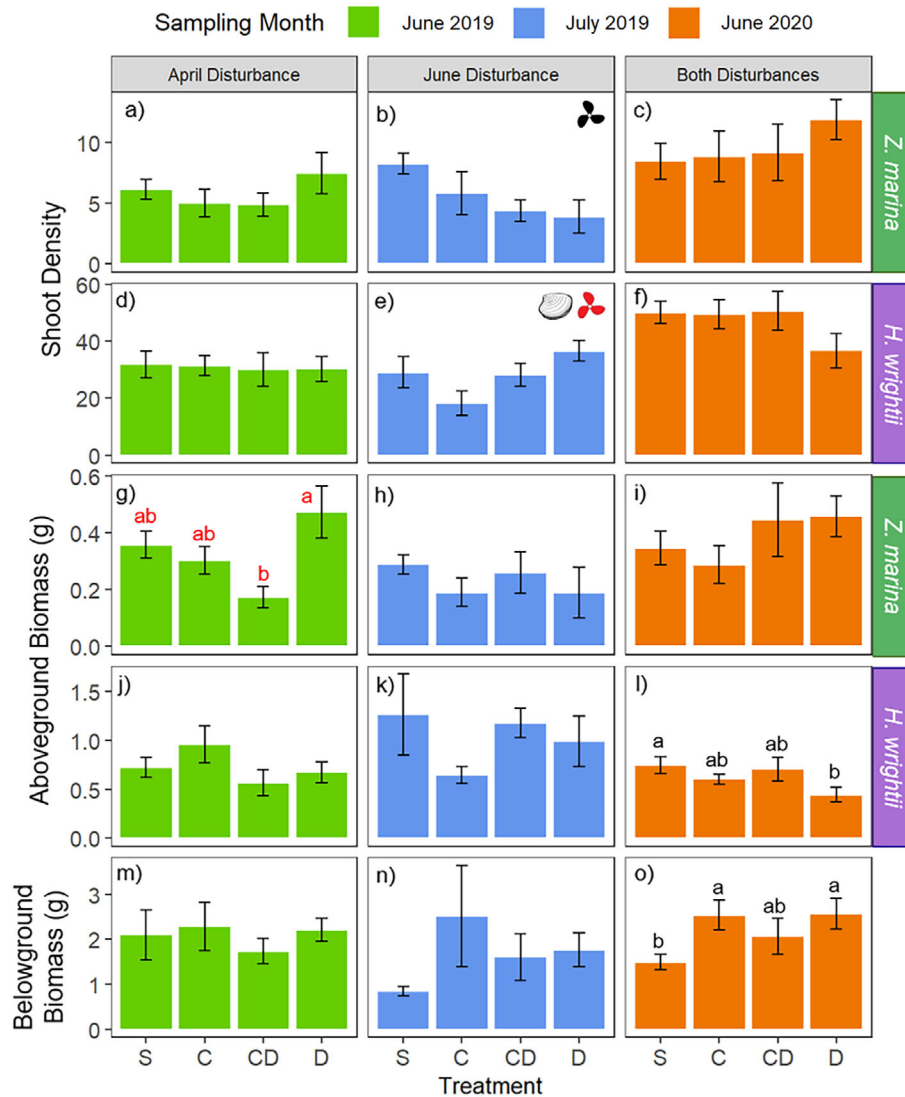 Sampling Month June 2019 July 2019 June 2020
April Disturbance June Disturbance Both Disturbances
Shoot Density
a) b) c)
10
5
0
Z. marina
d) e) f)
60
40
20
0
H. wrightii
Aboveground Biomass (g)
g) h) i)
0.6
0.4
0.2
0.0
ab ab b a
Z. marina
j) k) l)
1.5
1.0
0.5
0.0
a ab ab b
H. wrightii
Belowground
Biomass (g)
m) n) o)
3
2
1
0
b a ab a
S C CD D S C CD D S C CD D
Treatment